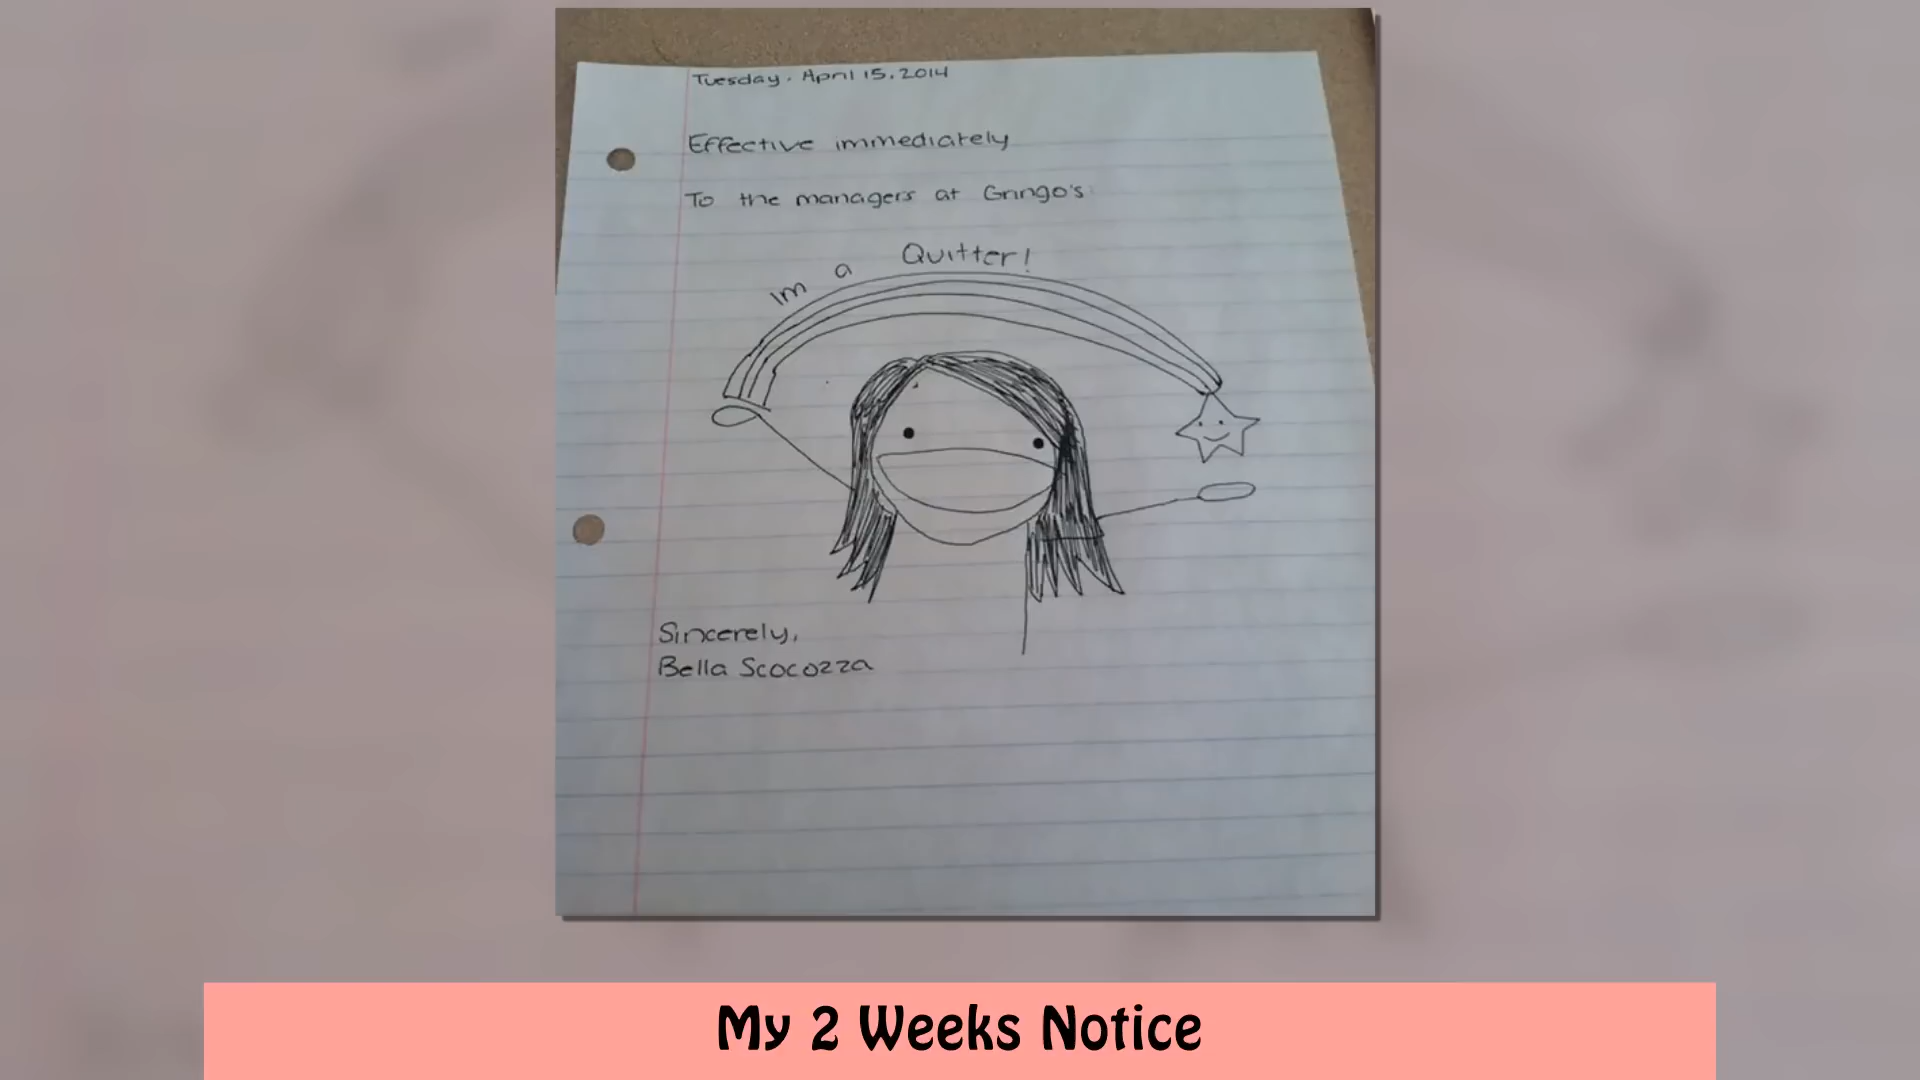 Tuesday, April 15, 2014
Effective immediately
To the managers at Gringo's:
Im a Quitter!
Sincerely,
Bella Scocozza
My 2 Weeks Notice